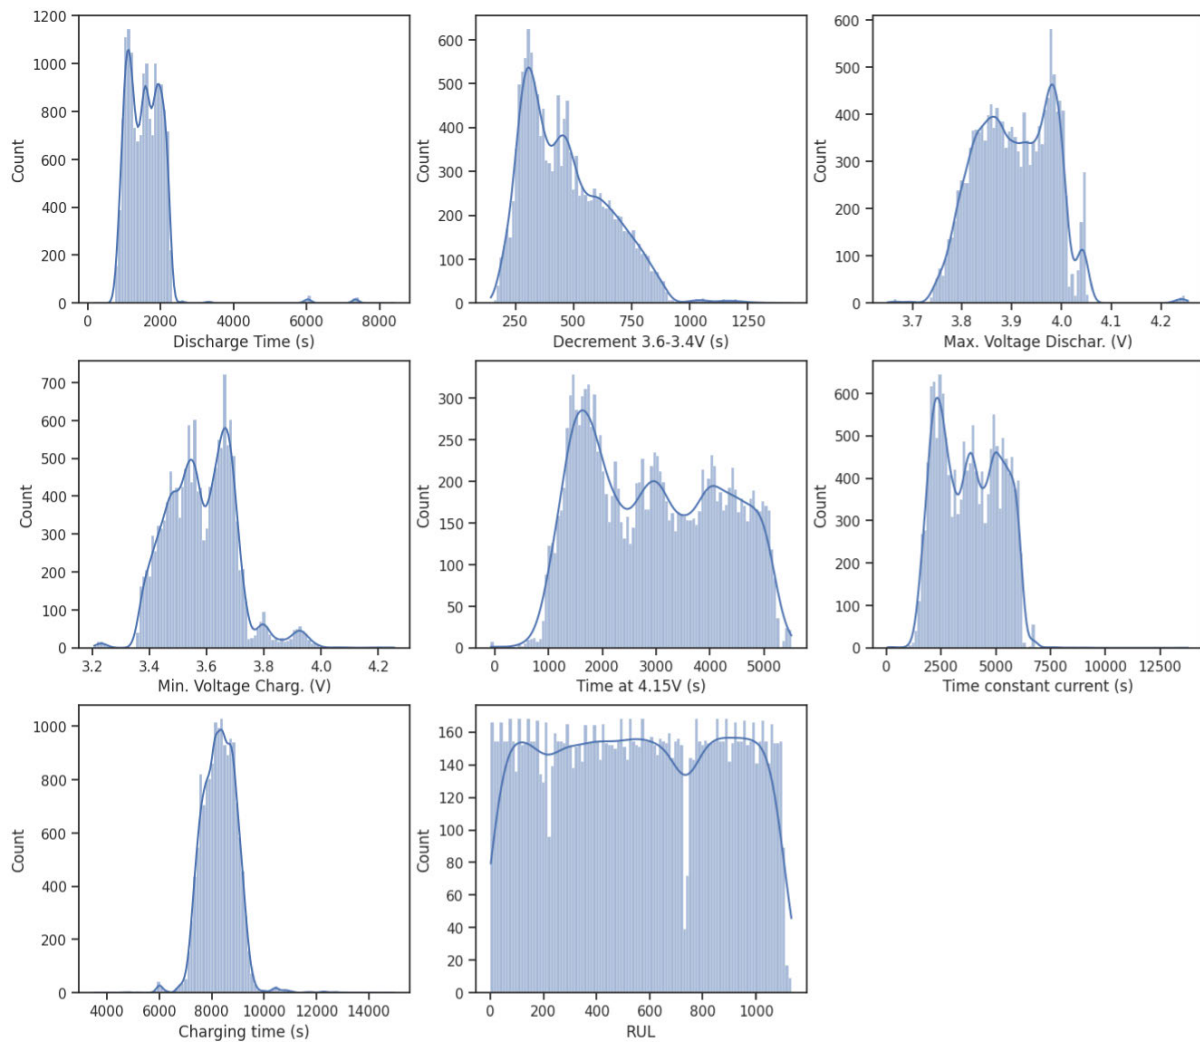 1200
1000
800
600
400
200
0
Count
0 2000 4000 6000 8000
Discharge Time (s)
600
500
400
300
200
100
0
Count
250 500 750 1000 1250
Decrement 3.6-3.4V (s)
600
500
400
300
200
100
0
Count
3.7 3.8 3.9 4.0 4.1 4.2
Max. Voltage Dischar. (V)
700
600
500
400
300
200
100
0
Count
3.2 3.4 3.6 3.8 4.0 4.2
Min. Voltage Charg. (V)
300
250
200
150
100
50
0
Count
0 1000 2000 3000 4000 5000
Time at 4.15V (s)
600
500
400
300
200
100
0
Count
0 2500 5000 7500 10000 12500
Time constant current (s)
1000
800
600
400
200
0
Count
4000 6000 8000 10000 12000 14000
Charging time (s)
160
140
120
100
80
60
40
20
0
Count
0 200 400 600 800 1000
RUL